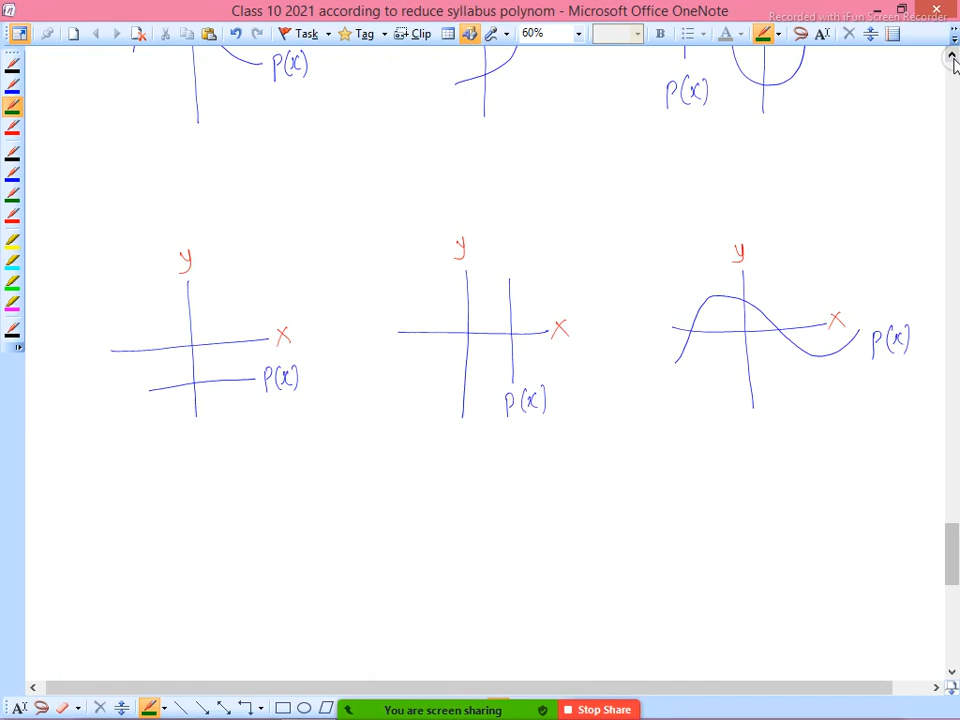 Class 10 2021 according to reduce syllabus polynom - Microsoft Office OneNote
Recorded with iFun Screen Recorder
Task Tag Clip 60% B A
P(x)
P(x)
y y y
X X X
P(x) P(x) P(x)
You are screen sharing Stop Share